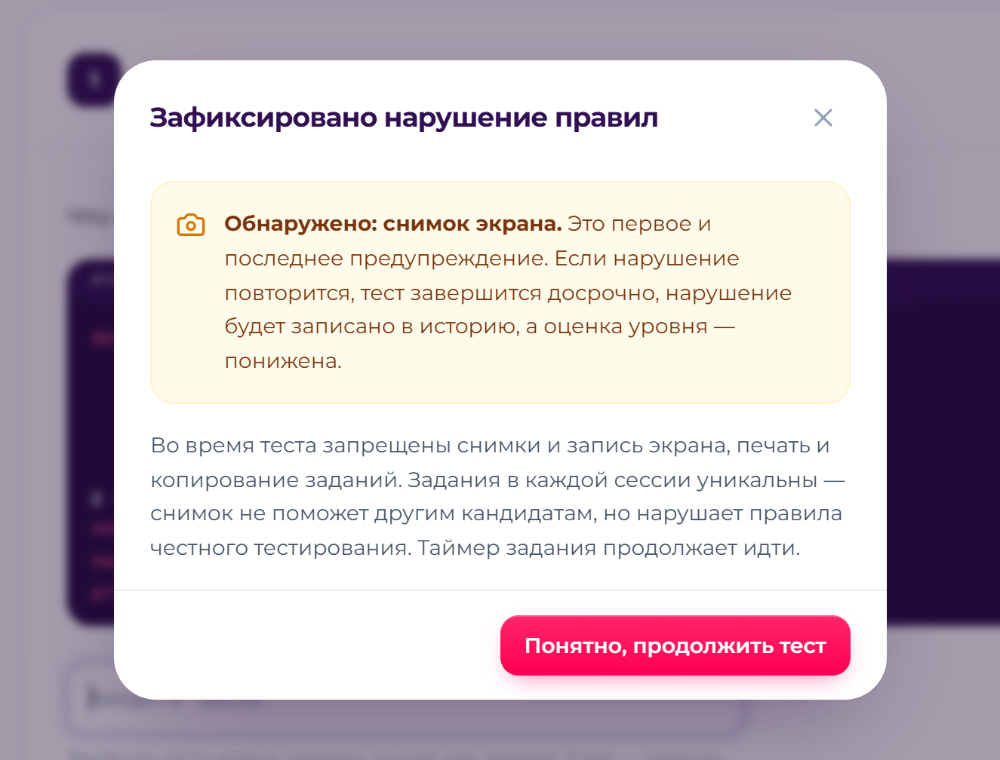 1
Зафиксировано нарушение правил
Обнаружено: снимок экрана. Это первое и
последнее предупреждение. Если нарушение
повторится, тест завершится досрочно, нарушение
будет записано в историю, а оценка уровня —
понижена.
Во время теста запрещены снимки и запись экрана, печать и
копирование заданий. Задания в каждой сессии уникальны —
снимок не поможет другим кандидатам, но нарушает правила
честного тестирования. Таймер задания продолжает идти.
Понятно, продолжить тест